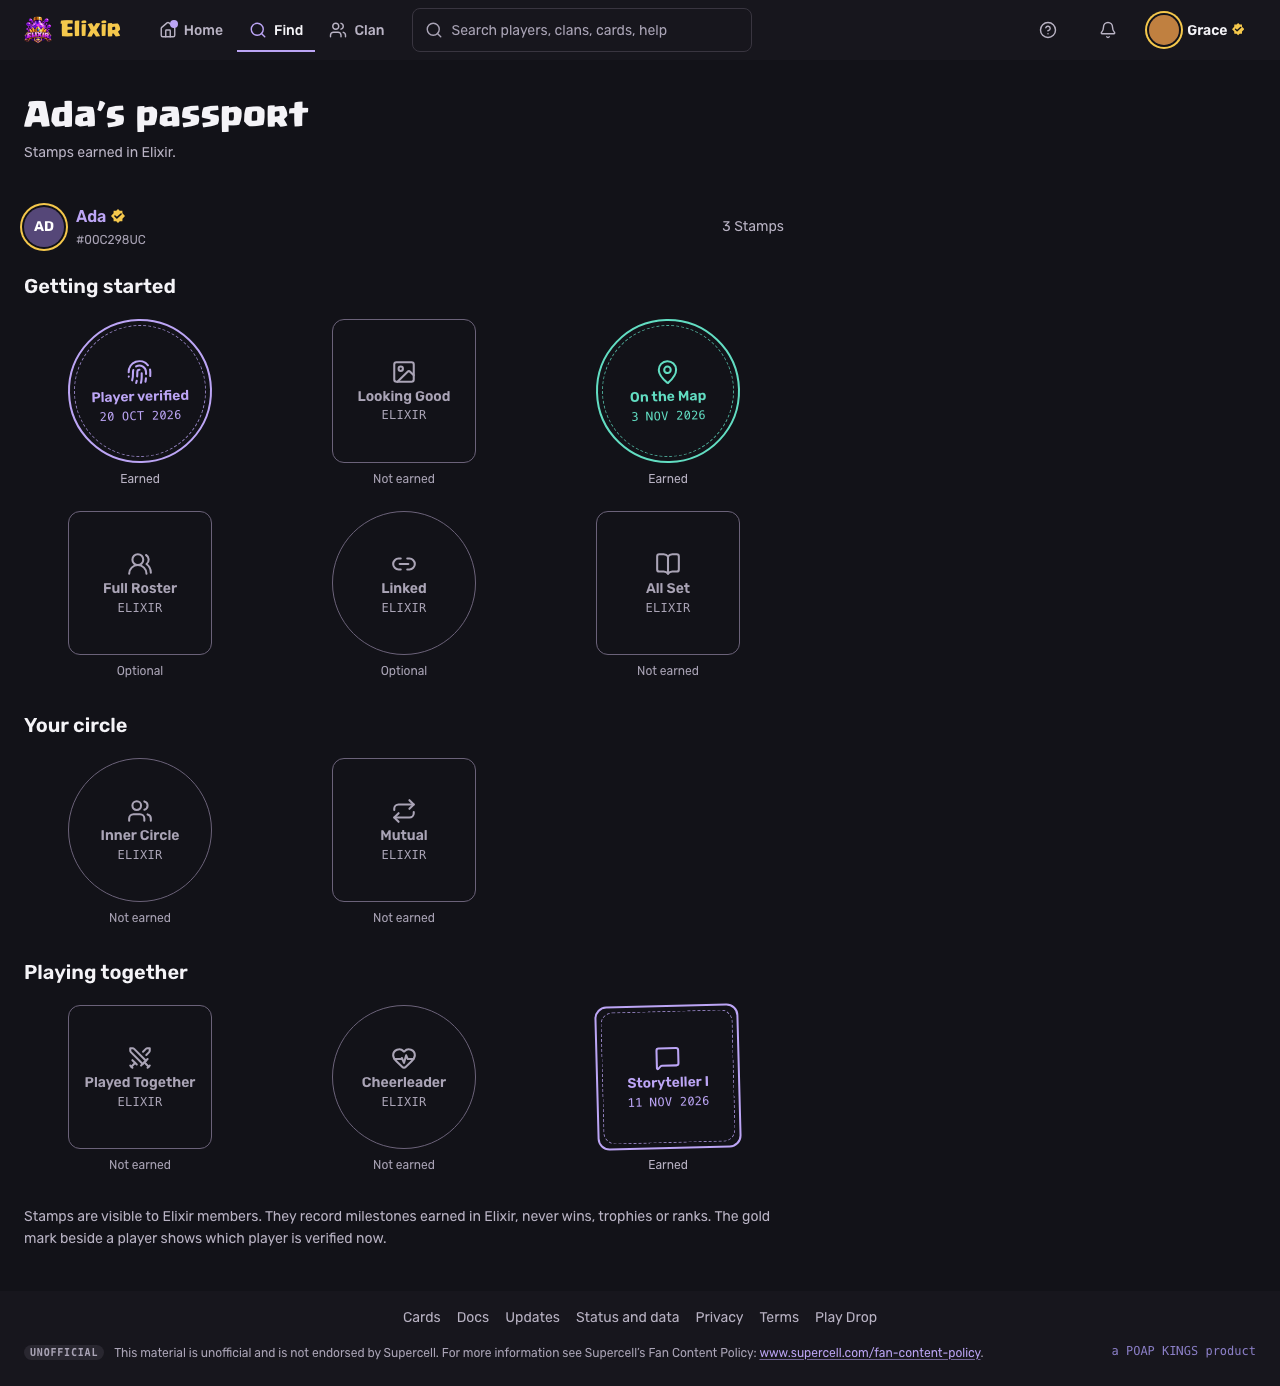 Elixir
Home
Find
Clan
Search players, clans, cards, help
Grace
Ada's passport
Stamps earned in Elixir.
AD
Ada
#00C298UC
3 Stamps
Getting started
Player verified
20 OCT 2026
Earned
Looking Good
ELIXIR
Not earned
On the Map
3 NOV 2026
Earned
Full Roster
ELIXIR
Optional
Linked
ELIXIR
Optional
All Set
ELIXIR
Not earned
Your circle
Inner Circle
ELIXIR
Not earned
Mutual
ELIXIR
Not earned
Playing together
Played Together
ELIXIR
Not earned
Cheerleader
ELIXIR
Not earned
Storyteller I
11 NOV 2026
Earned
Stamps are visible to Elixir members. They record milestones earned in Elixir, never wins, trophies or ranks. The gold
mark beside a player shows which player is verified now.
Cards Docs Updates Status and data Privacy Terms Play Drop
UNOFFICIAL This material is unofficial and is not endorsed by Supercell. For more information see Supercell's Fan Content Policy: www.supercell.com/fan-content-policy.
a POAP KINGS product